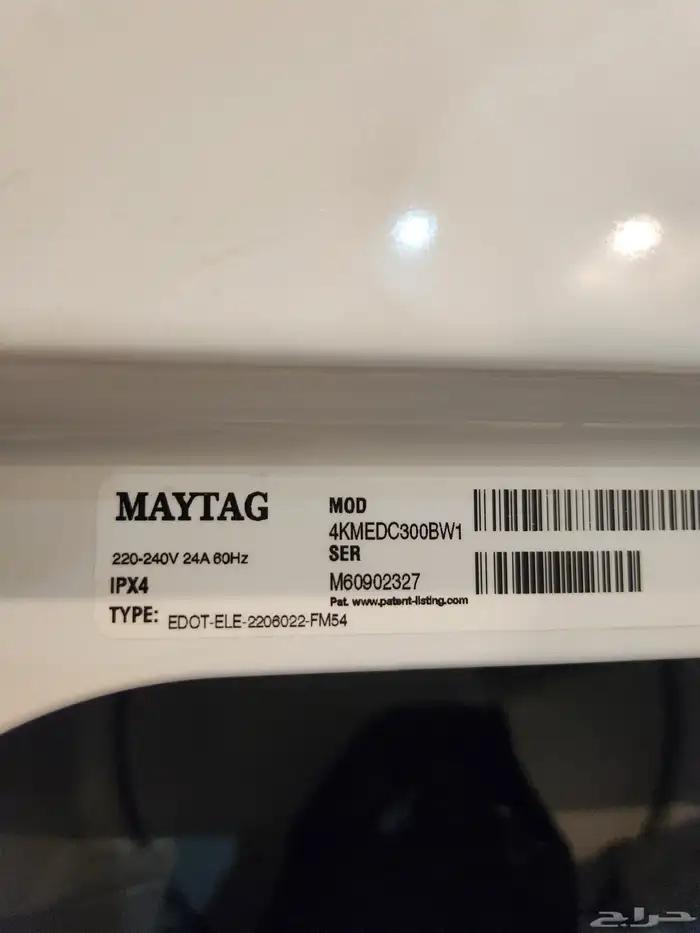 MAYTAG
220-240V 24A 60Hz
IPX4
TYPE: EDOT-ELE-2206022-FM54
MOD
4KMEDC300BW1
SER
M60902327
Pat. www.patent-listing.com
حراج